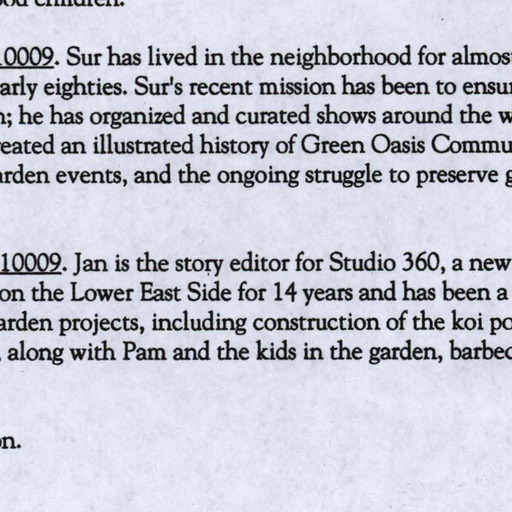 ood children.
10009. Sur has lived in the neighborhood for almos
arly eighties. Sur's recent mission has been to ensu
n; he has organized and curated shows around the w
reated an illustrated history of Green Oasis Commu
arden events, and the ongoing struggle to preserve g
10009. Jan is the story editor for Studio 360, a new
on the Lower East Side for 14 years and has been a
arden projects, including construction of the koi po
, along with Pam and the kids in the garden, barbec
on.